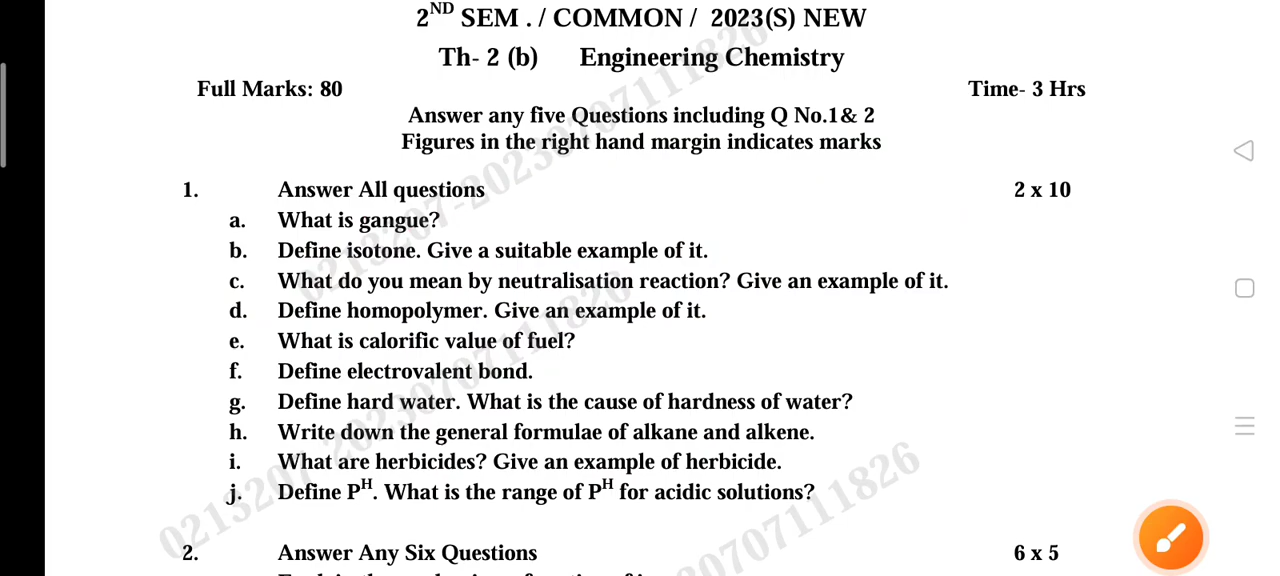 2ND SEM . / COMMON / 2023(S) NEW
Th- 2 (b) Engineering Chemistry
Full Marks: 80 Time- 3 Hrs
Answer any five Questions including Q No.1& 2
Figures in the right hand margin indicates marks
1. Answer All questions 2 x 10
a. What is gangue?
b. Define isotone. Give a suitable example of it.
c. What do you mean by neutralisation reaction? Give an example of it.
d. Define homopolymer. Give an example of it.
e. What is calorific value of fuel?
f. Define electrovalent bond.
g. Define hard water. What is the cause of hardness of water?
h. Write down the general formulae of alkane and alkene.
i. What are herbicides? Give an example of herbicide.
j. Define PH. What is the range of PH for acidic solutions?
2. Answer Any Six Questions 6 x 5